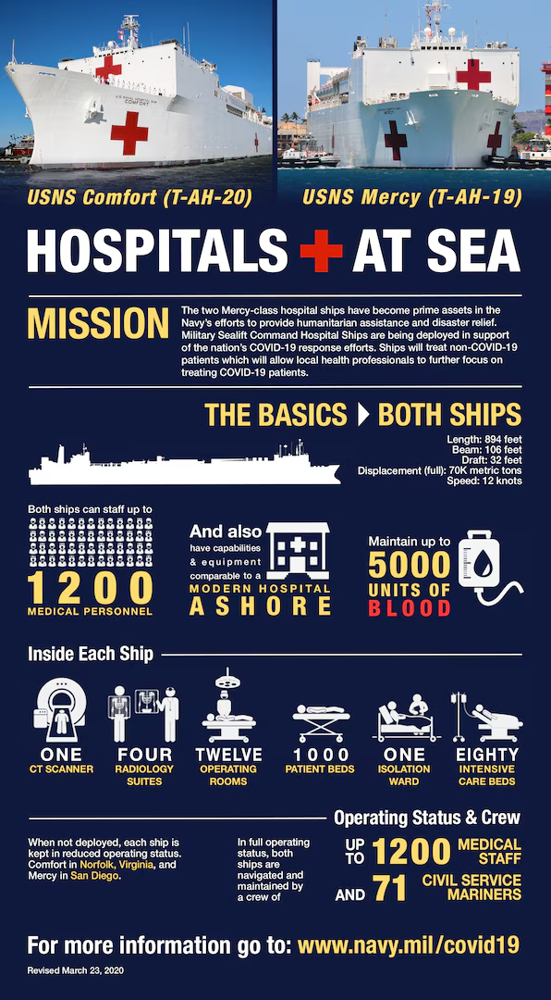 U.S. NAVAL HOSPITAL SHIP
COMFORT
MERCY
USNS Comfort (T-AH-20)
USNS Mercy (T-AH-19)
HOSPITALS AT SEA
MISSION
The two Mercy-class hospital ships have become prime assets in the
Navy's efforts to provide humanitarian assistance and disaster relief.
Military Sealift Command Hospital Ships are being deployed in support
of the nation's COVID-19 response efforts. Ships will treat non-COVID-19
patients which will allow local health professionals to further focus on
treating COVID-19 patients.
THE BASICS BOTH SHIPS
Length: 894 feet
Beam: 106 feet
Draft: 32 feet
Displacement (full): 70K metric tons
Speed: 12 knots
Both ships can staff up to
1200
MEDICAL PERSONNEL
And also
have capabilities
& equipment
comparable to a
MODERN HOSPITAL
ASHORE
Maintain up to
5000
UNITS OF
BLOOD
Inside Each Ship
ONE
CT SCANNER
FOUR
RADIOLOGY
SUITES
TWELVE
OPERATING
ROOMS
1000
PATIENT BEDS
ONE
ISOLATION
WARD
EIGHTY
INTENSIVE
CARE BEDS
Operating Status & Crew
When not deployed, each ship is
kept in reduced operating status.
Comfort in Norfolk, Virginia, and
Mercy in San Diego.
In full operating
status, both
ships are
navigated and
maintained by
a crew of
UP TO 1200 MEDICAL STAFF
AND 71 CIVIL SERVICE MARINERS
For more information go to: www.navy.mil/covid19
Revised March 23, 2020